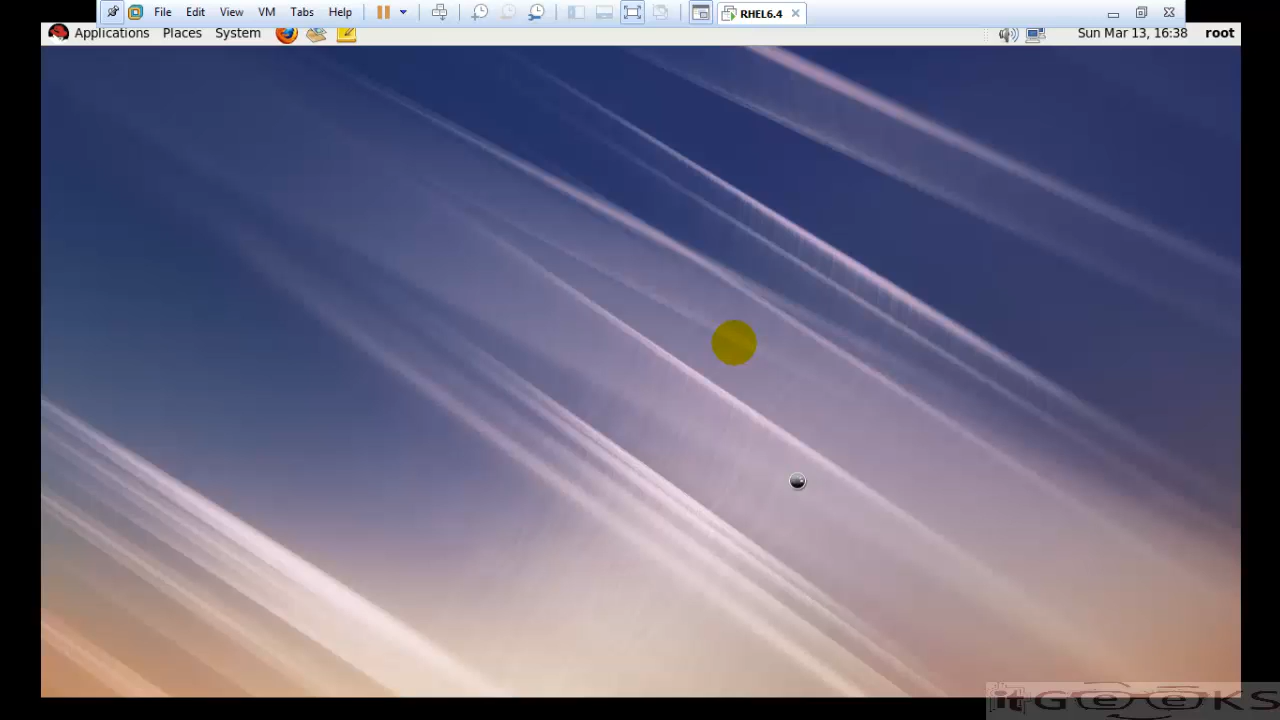 File Edit View VM Tabs Help RHEL6.4
Applications Places System Sun Mar 13, 16:38 root
itGeeKS